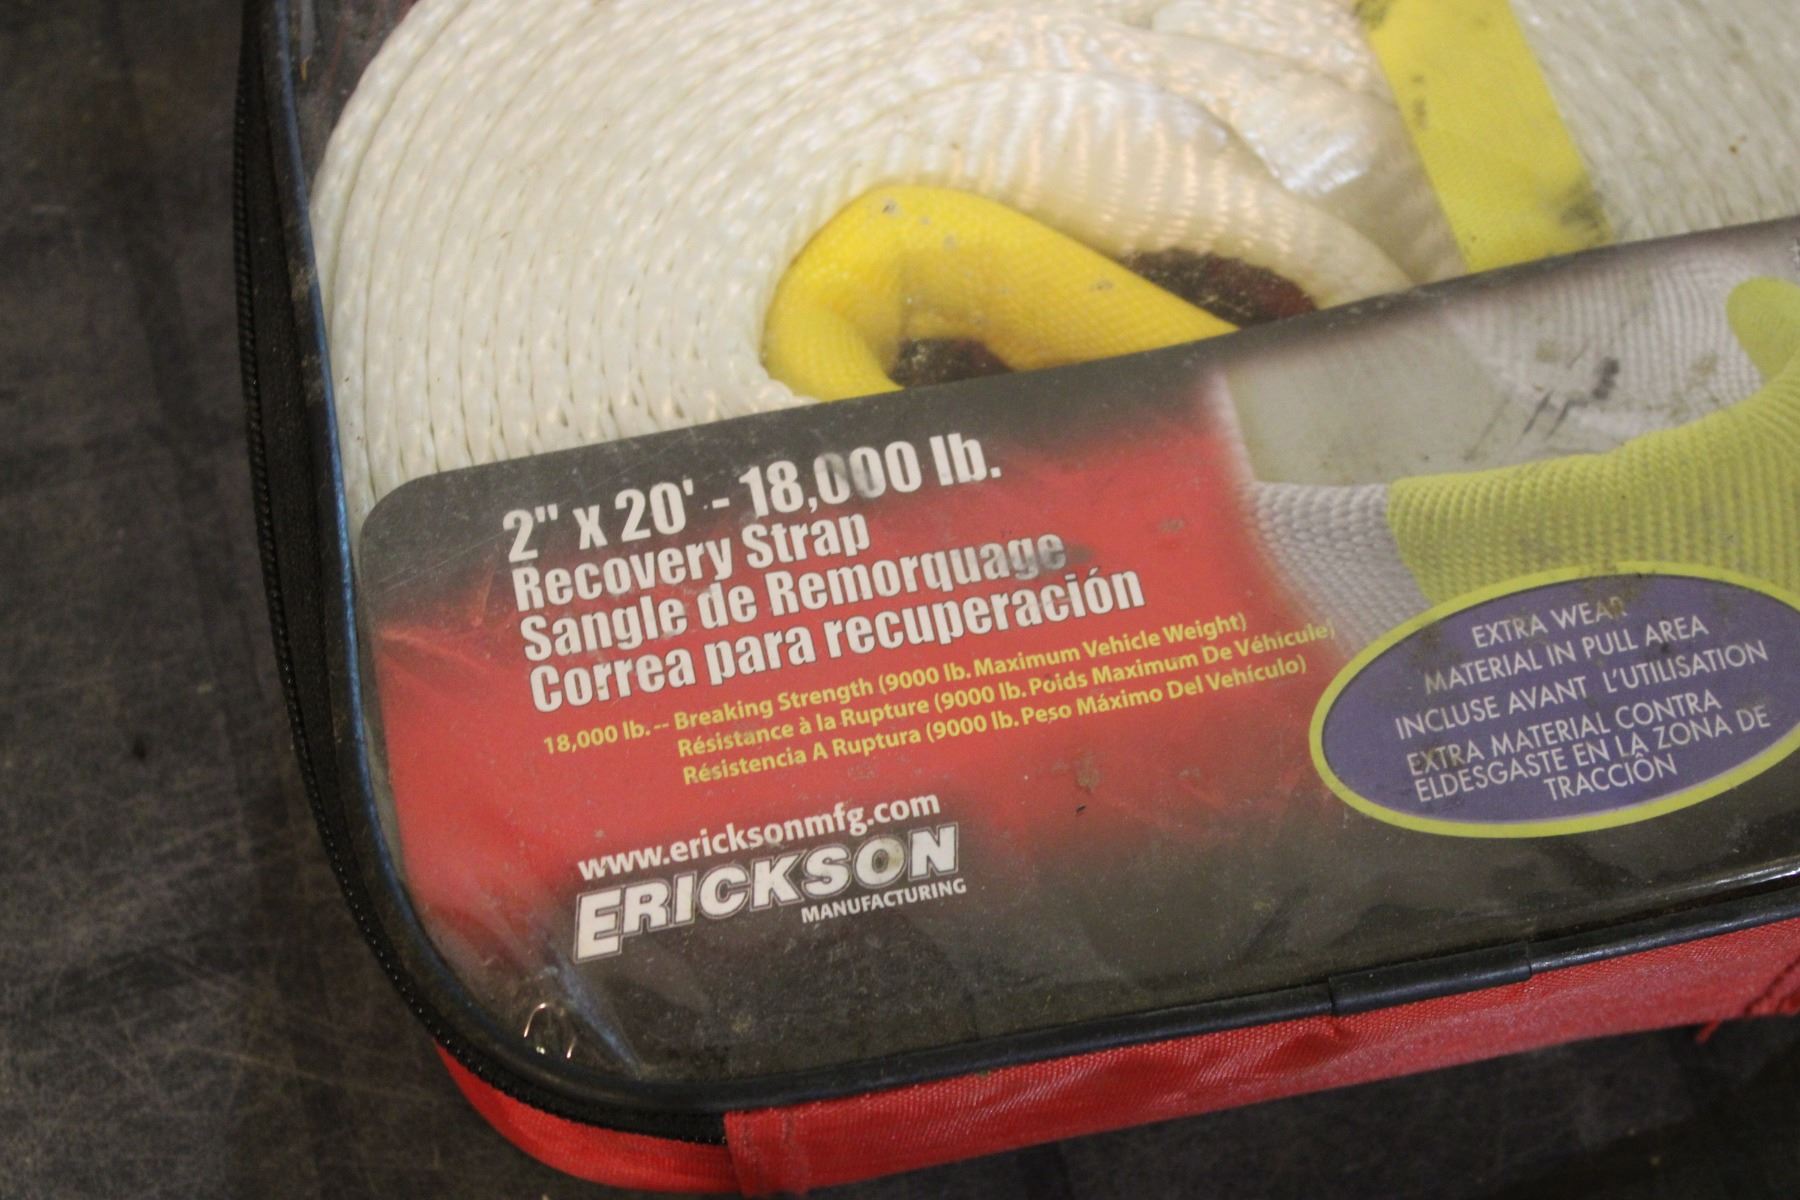 2" x 20' - 18,000 lb.
Recovery Strap
Sangle de Remorquage
Correa para recuperación
18,000 lb. -- Breaking Strength (9000 lb. Maximum Vehicle Weight)
Résistance à la Rupture (9000 lb. Poids Maximum De Véhicule)
Résistencia A Ruptura (9000 lb. Peso Máximo Del Vehículo)
www.ericksonmfg.com
ERICKSON
MANUFACTURING
EXTRA WEAR
MATERIAL IN PULL AREA
INCLUSE AVANT L'UTILISATION
EXTRA MATERIAL CONTRA
ELDESGASTE EN LA ZONA DE
TRACCIÔN